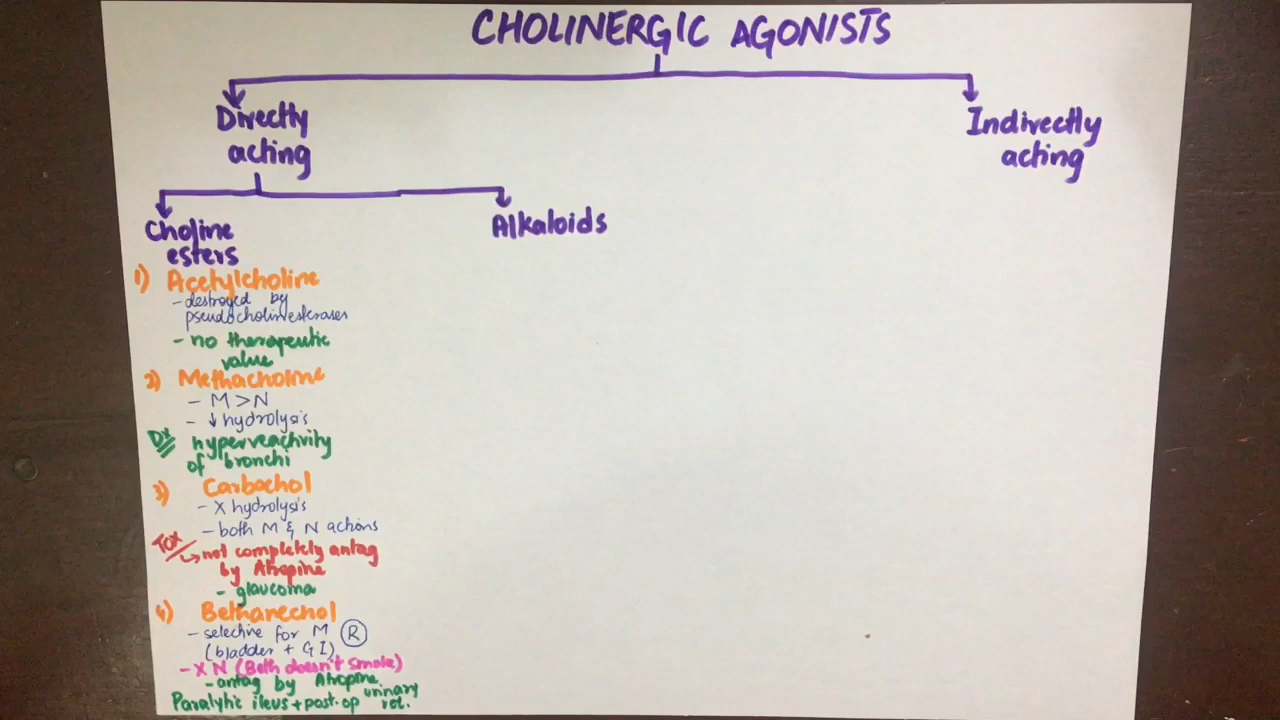 CHOLINERGIC AGONISTS
Directly
acting
Indirectly
acting
Choline
esters
Alkaloids
1) Acetylcholine
- destroyed by
pseudocholinesterases
- no therapeutic
value
2) Methacholine
- M > N
- ↓ hydrolysis
Dx hyperreactivity
of bronchi
3) Carbachol
- X hydrolysis
- both M & N actions
TOX → not completely antag
by Atropine
- glaucoma
4) Bethanechol
- selective for M (R)
(bladder + GI)
- X N (Beth doesn't smoke)
- antag by Atropine
Paralytic ileus + post-op urinary
ret.